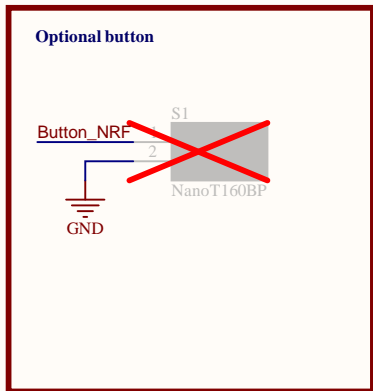 Optional button
S1
Button_NRF
2
NanoT160BP
GND